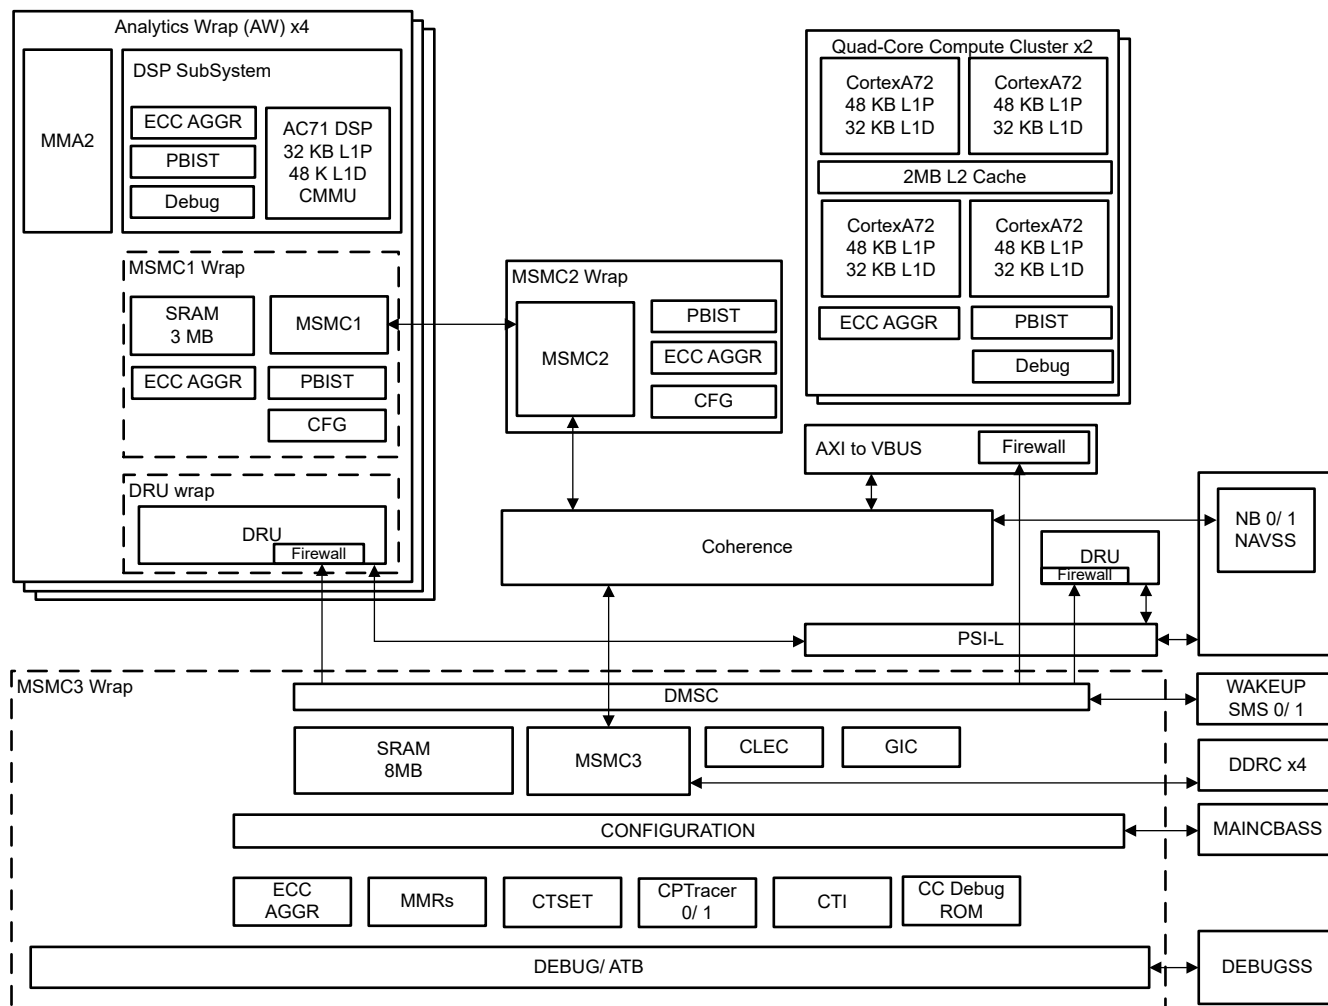 Analytics Wrap (AW) x4
MMA2
DSP SubSystem
ECC AGGR
PBIST
Debug
AC71 DSP
32 KB L1P
48 K L1D
CMMU
MSMC1 Wrap
SRAM
3 MB
MSMC1
ECC AGGR
PBIST
CFG
DRU wrap
DRU
Firewall
MSMC2 Wrap
MSMC2
PBIST
ECC AGGR
CFG
Quad-Core Compute Cluster x2
CortexA72
48 KB L1P
32 KB L1D
CortexA72
48 KB L1P
32 KB L1D
2MB L2 Cache
CortexA72
48 KB L1P
32 KB L1D
CortexA72
48 KB L1P
32 KB L1D
ECC AGGR
PBIST
Debug
AXI to VBUS
Firewall
Coherence
DRU
Firewall
NB 0/ 1
NAVSS
PSI-L
MSMC3 Wrap
DMSC
WAKEUP
SMS 0/ 1
SRAM
8MB
MSMC3
CLEC
GIC
DDRC x4
CONFIGURATION
MAINCBASS
ECC
AGGR
MMRs
CTSET
CPTracer
0/ 1
CTI
CC Debug
ROM
DEBUG/ ATB
DEBUGSS